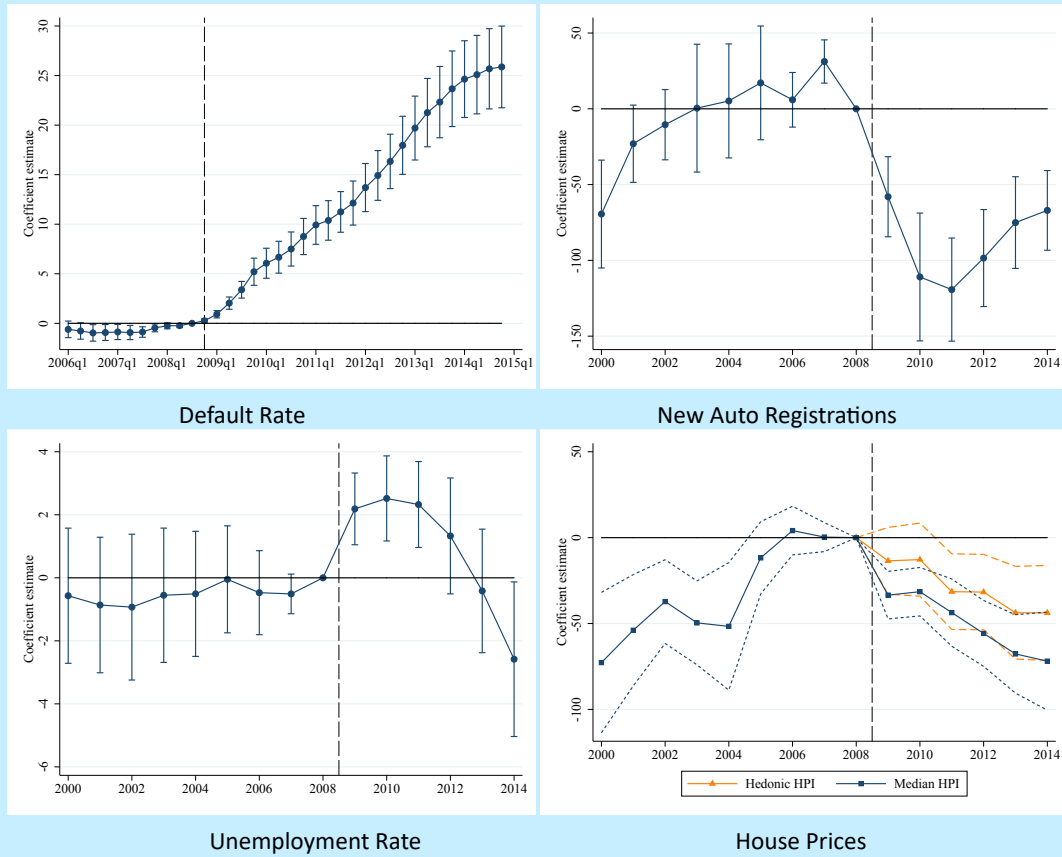 Coefficient estimate
30
25
20
15
10
5
0
2006q1 2007q1 2008q1 2009q1 2010q1 2011q1 2012q1 2013q1 2014q1 2015q1
Default Rate
Coefficient estimate
50
0
-50
-100
-150
2000 2002 2004 2006 2008 2010 2012 2014
New Auto Registrations
Coefficient estimate
4
2
0
-2
-4
-6
2000 2002 2004 2006 2008 2010 2012 2014
Unemployment Rate
Coefficient estimate
50
0
-50
-100
2000 2002 2004 2006 2008 2010 2012 2014
Hedonic HPI Median HPI
House Prices